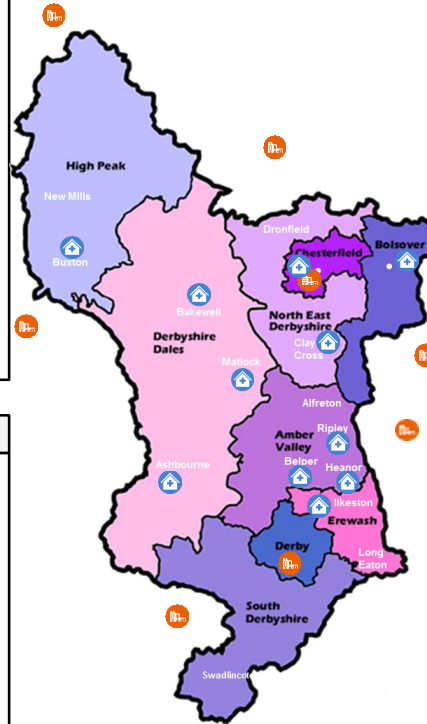 High Peak
New Mills
Buxton
Dronfield
Chesterfield
Bolsover
Bakewell
North East
Derbyshire
Derbyshire
Dales
Clay
Cross
Matlock
Alfreton
Amber
Valley
Ripley
Belper
Heanor
Ashbourne
Ilkeston
Erewash
Derby
Long
Eaton
South
Derbyshire